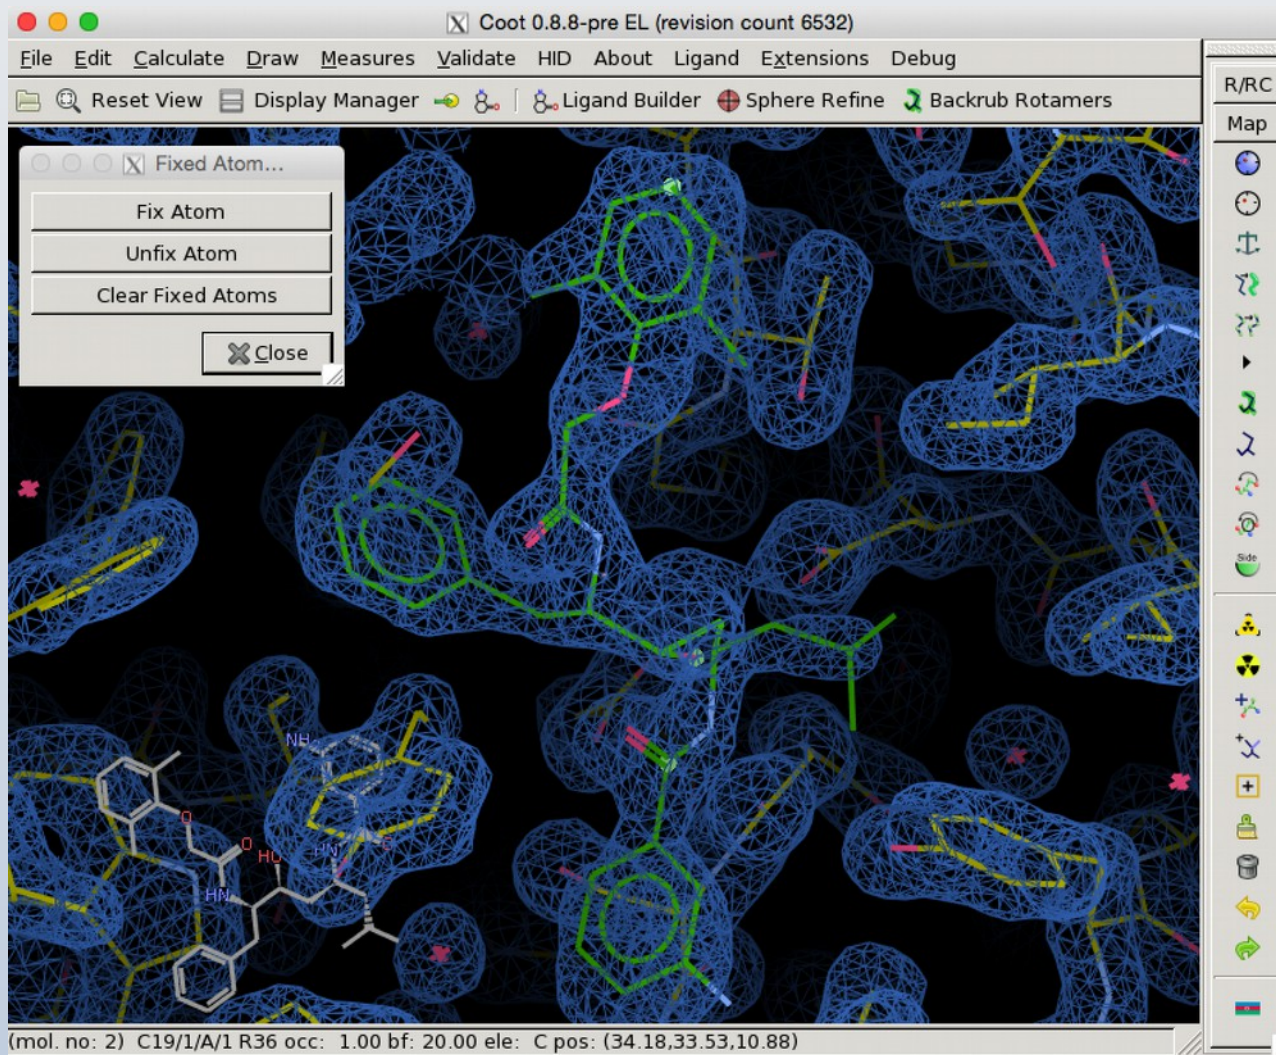 Coot 0.8.8-pre EL (revision count 6532)
File Edit Calculate Draw Measures Validate HID About Ligand Extensions Debug
Reset View Display Manager Ligand Builder Sphere Refine Backrub Rotamers
R/RC
Map
Fixed Atom...
Fix Atom
Unfix Atom
Clear Fixed Atoms
Close
Side
NH
O
O
HO
HN
HN
(mol. no: 2) C19/1/A/1 R36 occ: 1.00 bf: 20.00 ele: C pos: (34.18,33.53,10.88)